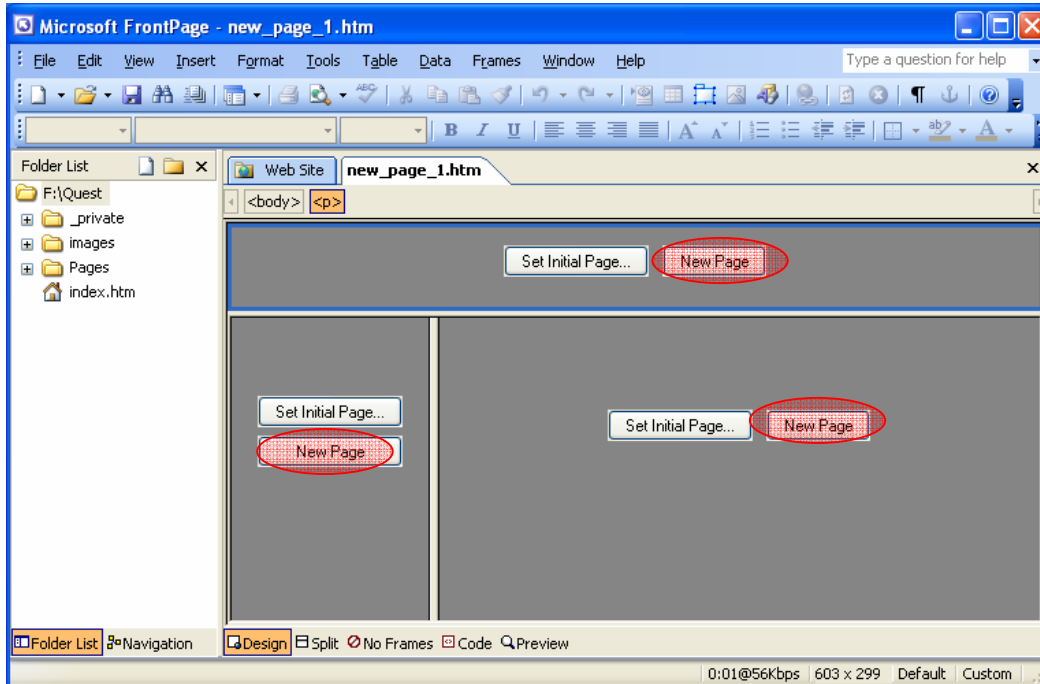 Microsoft FrontPage - new_page_1.htm
File Edit View Insert Format Tools Table Data Frames Window Help Type a question for help
ABC
B I U A A ab A
Folder List
Web Site new_page_1.htm
F:\Quest
<body> <p>
_private
images
Pages
index.htm
Set Initial Page... New Page
Set Initial Page...
New Page
Set Initial Page... New Page
Folder List Navigation Design Split No Frames Code Preview
0:01@56Kbps 603 x 299 Default Custom